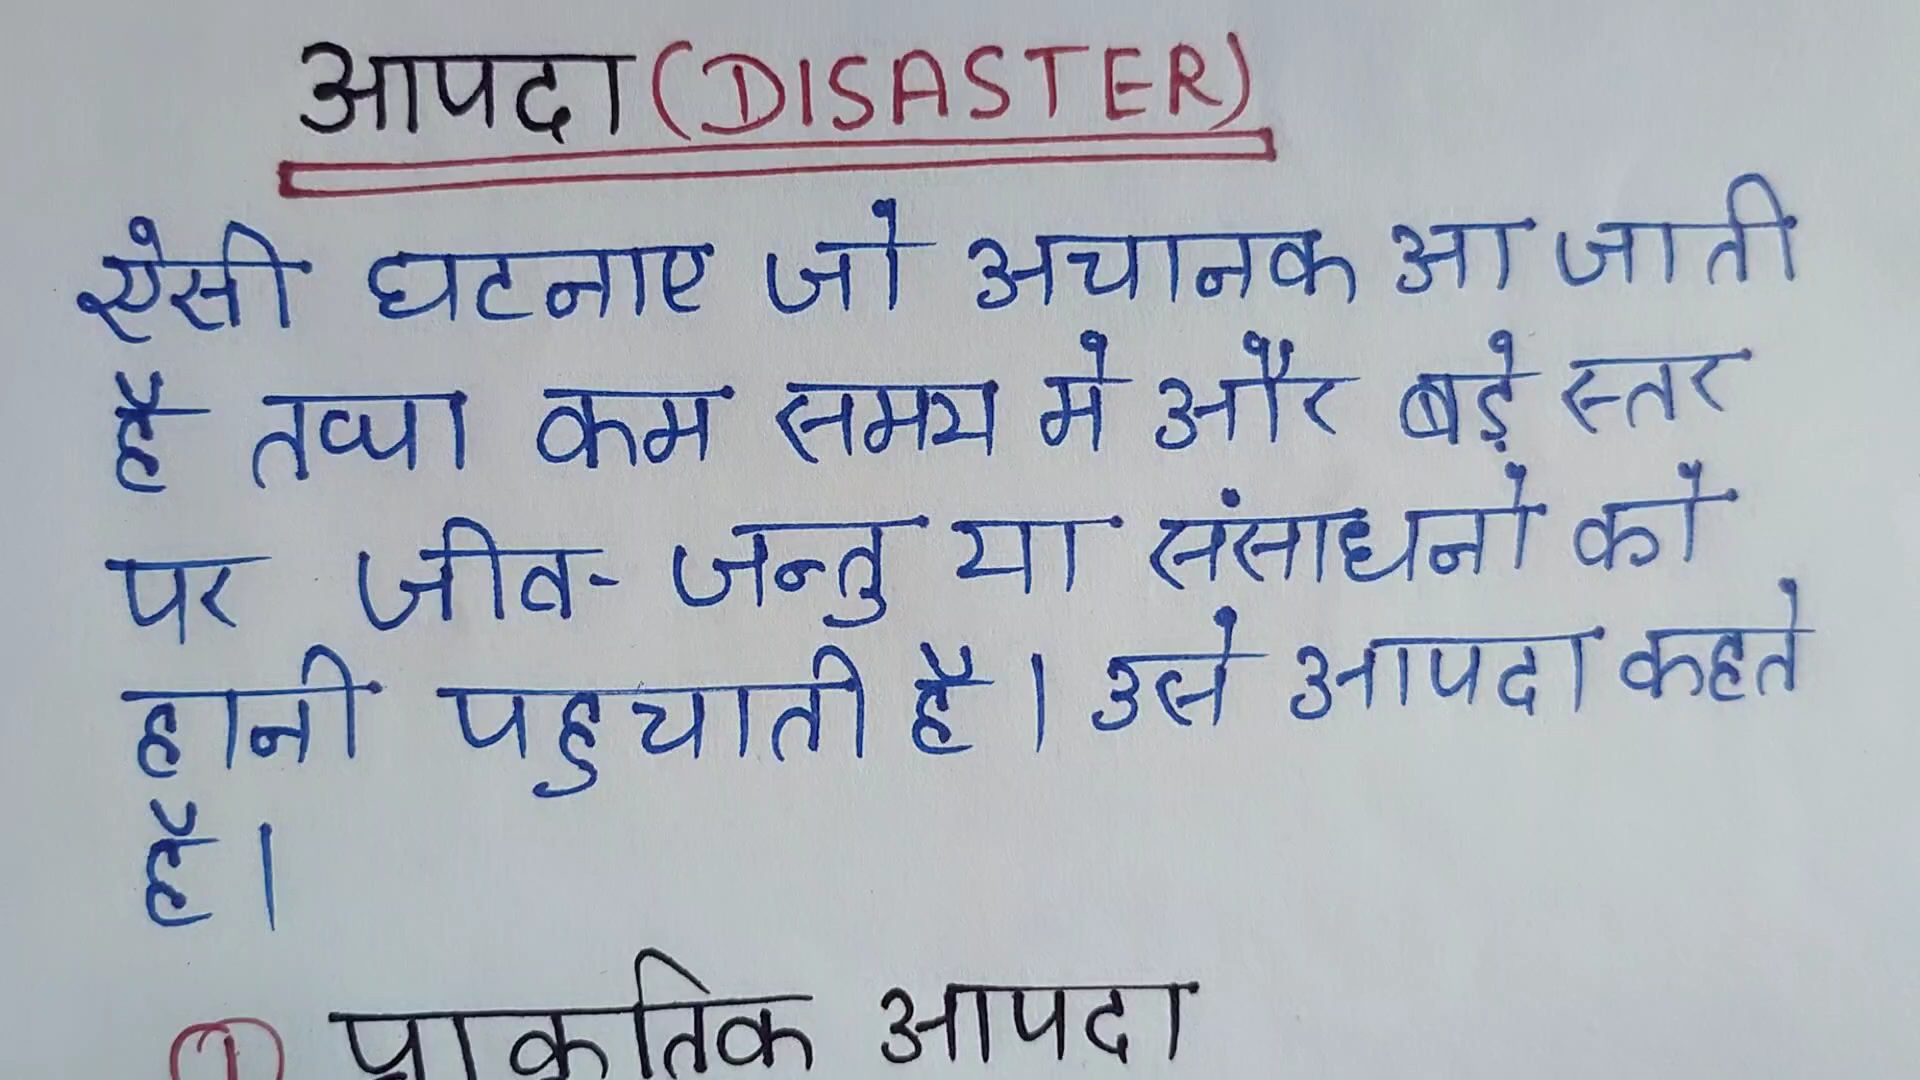 आपदा (DISASTER)
ऐसी घटनाए जो अचानक आ जाती
है तथा कम समय मे और बड़े स्तर
पर जीव-जन्तु या संसाधनो को
हानी पहुचाती है। उसे आपदा कहते
है।
① प्राकृतिक आपदा